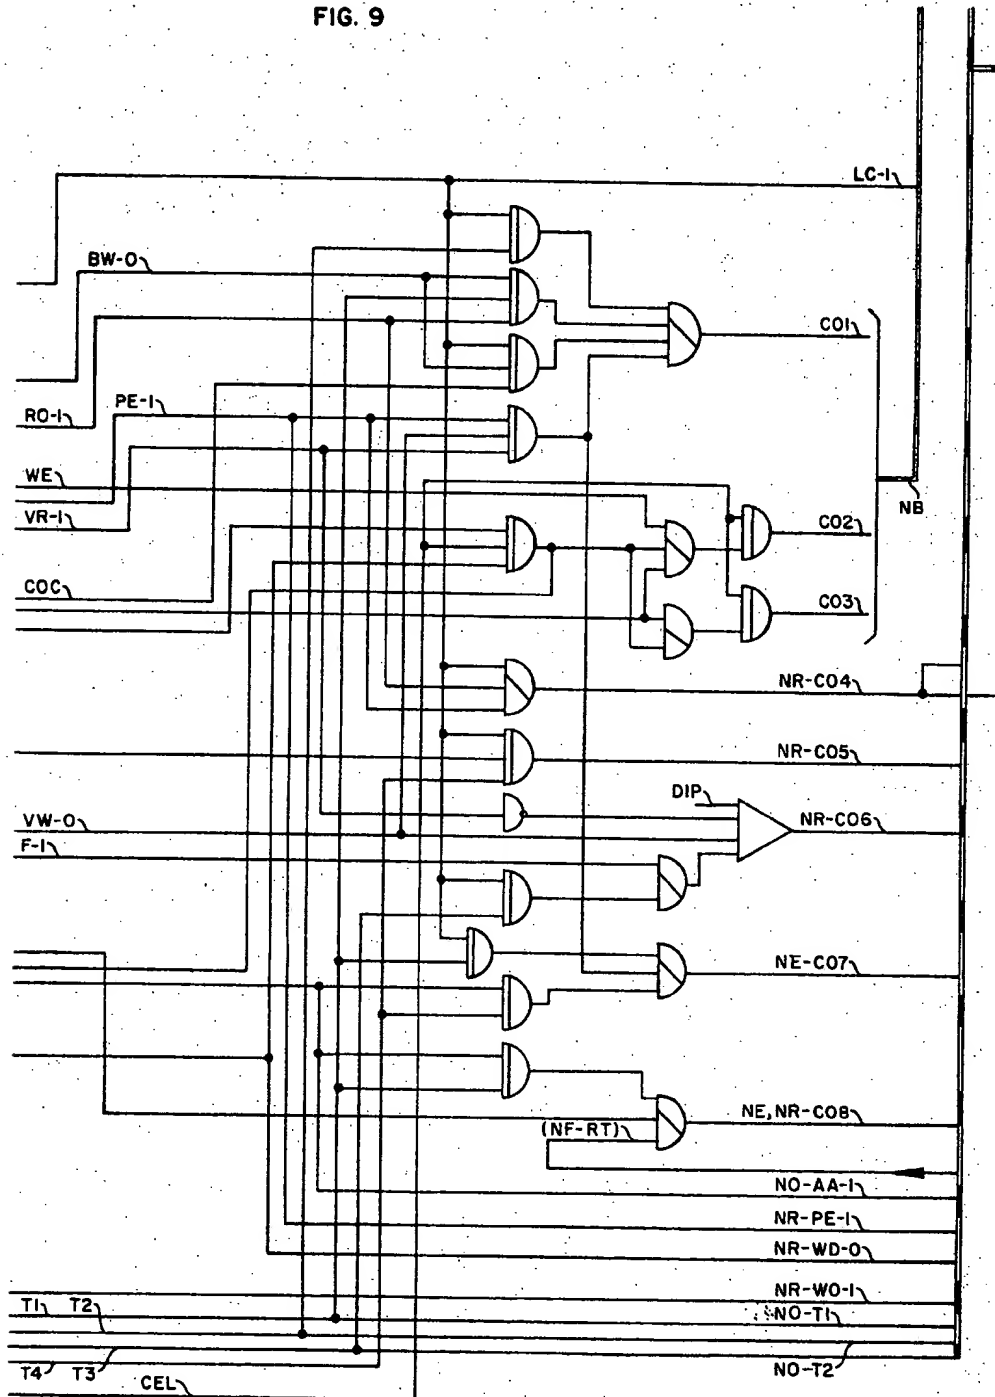 FIG. 9
LC-1
BW-0
CO1
RO-1
PE-1
WE
NB
VR-1
CO2
COC
CO3
NR-CO4
NR-CO5
DIP
VW-0
NR-CO6
F-1
NE-CO7
NE,NR-CO8
(NF-RT)
NO-AA-1
NR-PE-1
NR-WD-0
NR-WO-1
T1 T2
NO-T1
T4 T3
NO-T2
CEL